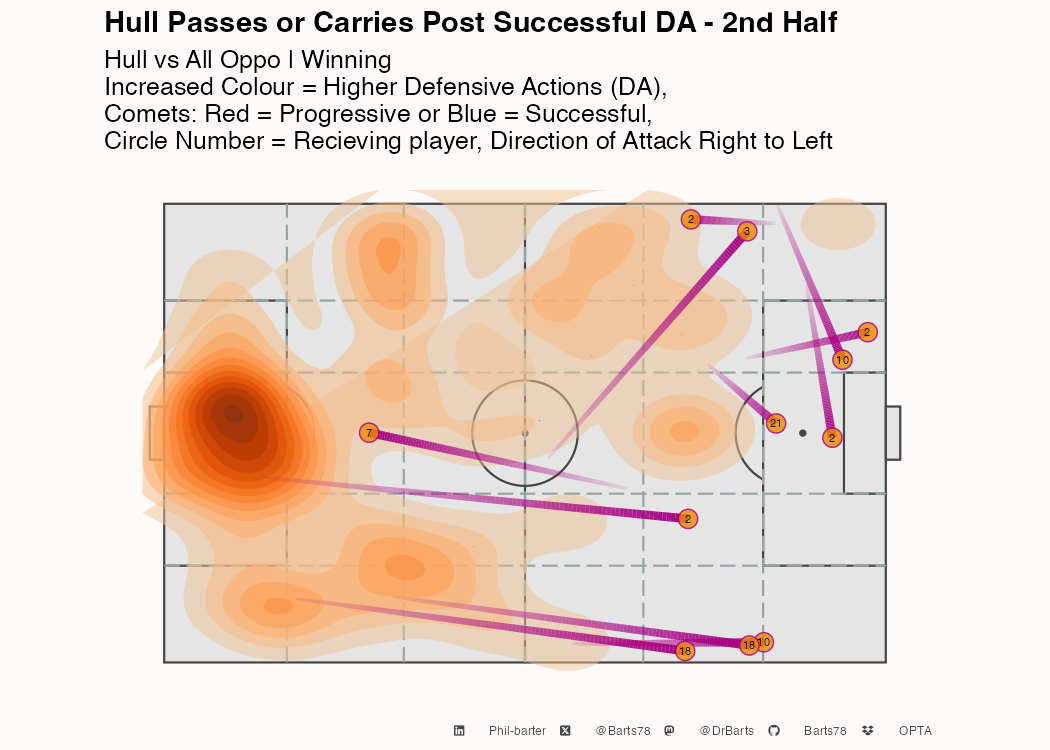 Hull Passes or Carries Post Successful DA - 2nd Half
Hull vs All Oppo | Winning
Increased Colour = Higher Defensive Actions (DA),
Comets: Red = Progressive or Blue = Successful,
Circle Number = Recieving player, Direction of Attack Right to Left
2
3
2
10
21
7
2
2
18
18
10
Phil-barter @Barts78 @DrBarts Barts78 OPTA